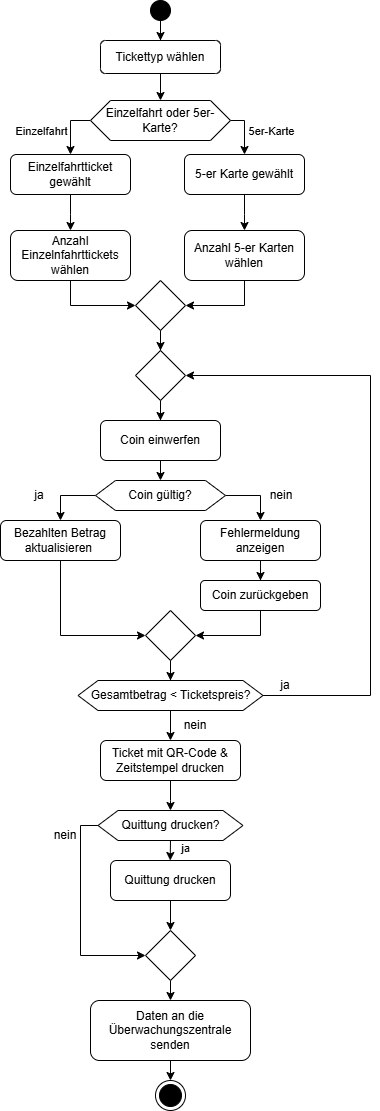 Tickettyp wählen
Einzelfahrt oder 5er-
Karte?
Einzelfahrt
5er-Karte
Einzelfahrtticket
gewählt
5-er Karte gewählt
Anzahl
Einzelnfahrttickets
wählen
Anzahl 5-er Karten
wählen
Coin einwerfen
ja
Coin gültig?
nein
Bezahlten Betrag
aktualisieren
Fehlermeldung
anzeigen
Coin zurückgeben
Gesamtbetrag < Ticketspreis?
ja
nein
Ticket mit QR-Code &
Zeitstempel drucken
Quittung drucken?
nein
ja
Quittung drucken
Daten an die
Überwachungszentrale
senden